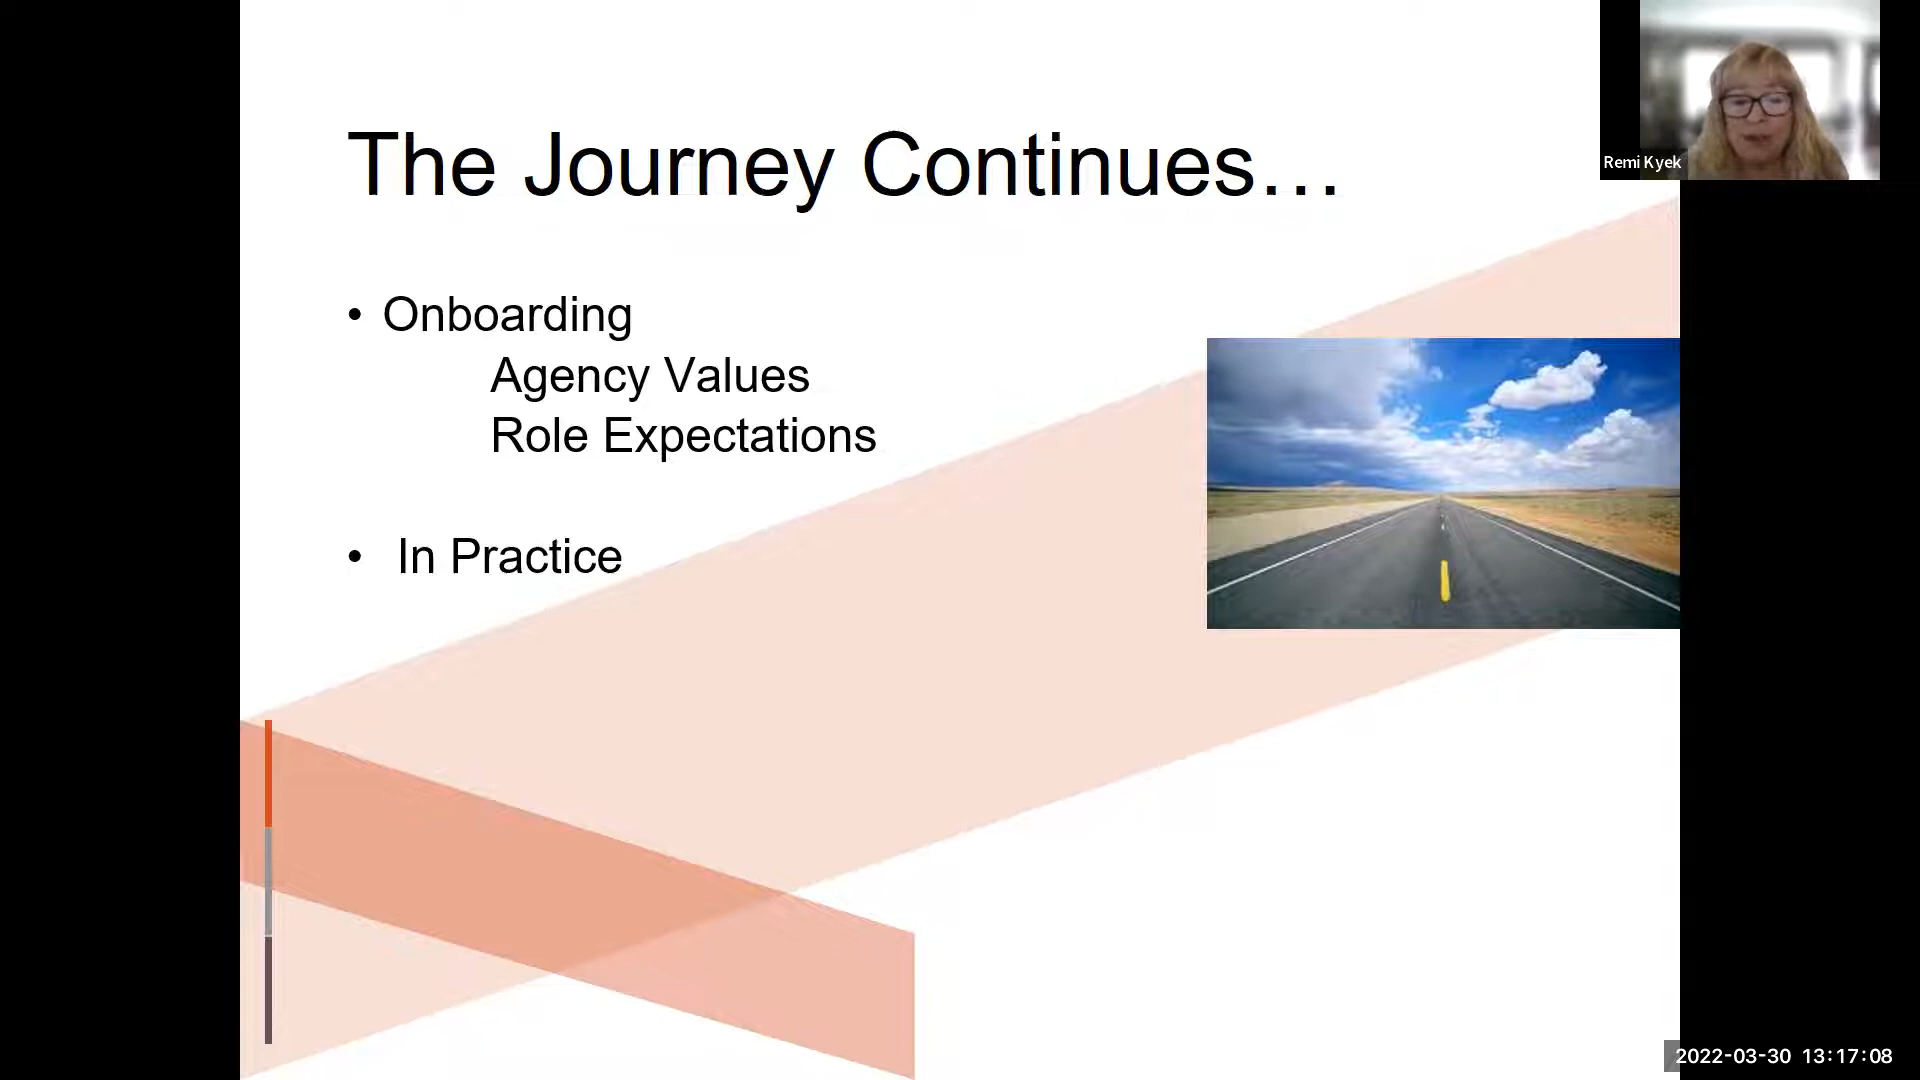 The Journey Continues…
• Onboarding
Agency Values
Role Expectations
• In Practice
Remi Kyek
2022-03-30 13:17:08